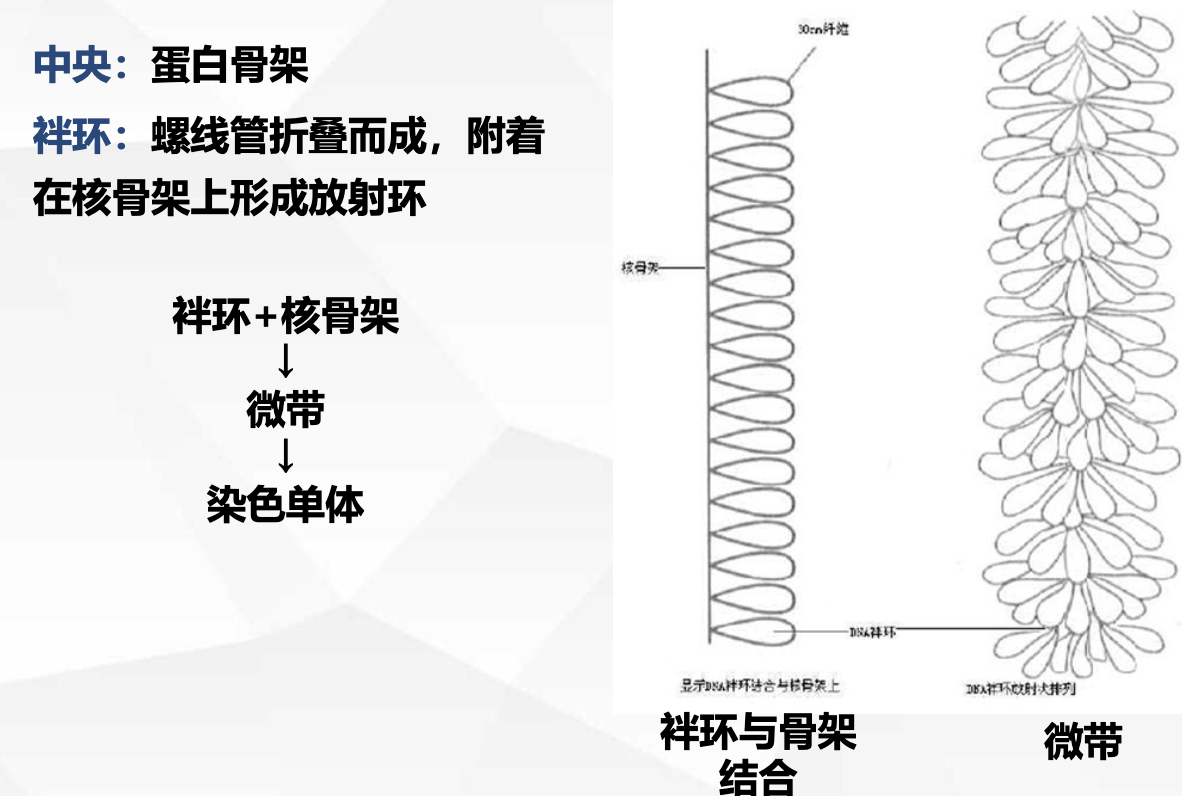 中央：蛋白骨架
袢环：螺线管折叠而成，附着
在核骨架上形成放射环
袢环+核骨架
↓
微带
↓
染色单体
30nm纤维
核骨架
DNA袢环
显示DNA袢环结合与核骨架上
DNA袢环放射状排列
袢环与骨架
结合
微带